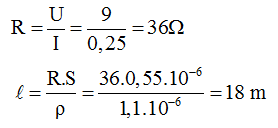 R = U/I = 9/0,25 = 36Ω
ℓ = R.S/ρ = 36.0,55.10⁻⁶/1,1.10⁻⁶ = 18 m